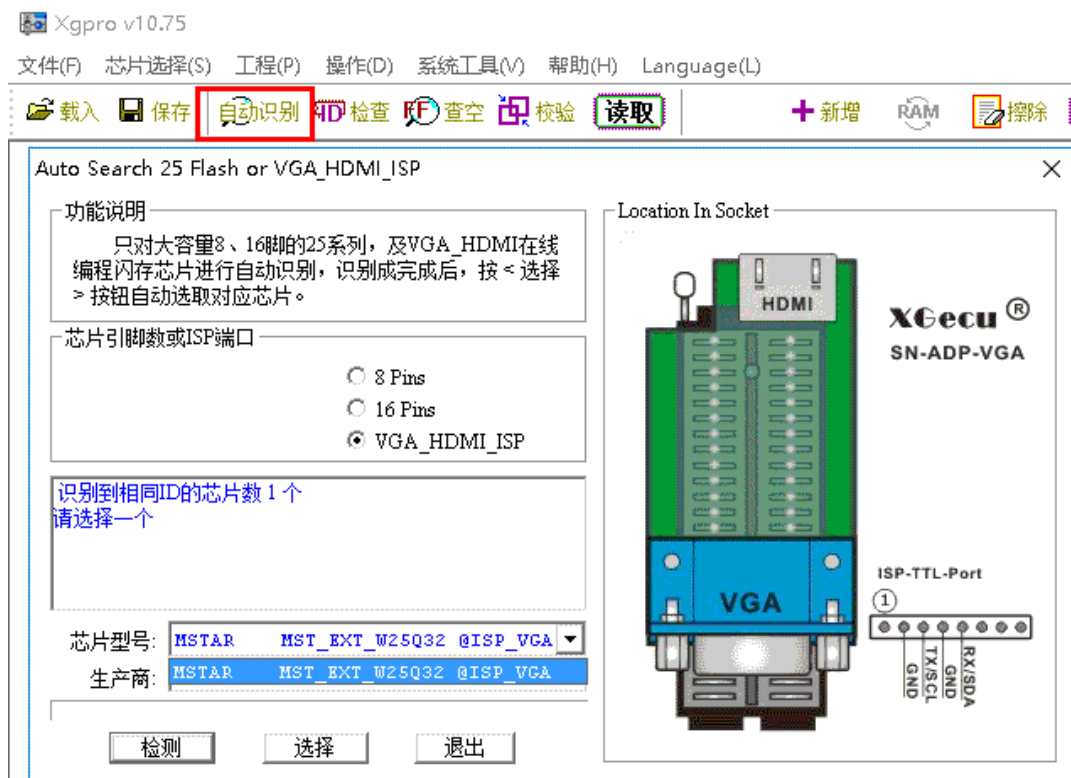 Xgpro v10.75
文件(F) 芯片选择(S) 工程(P) 操作(D) 系统工具(V) 帮助(H) Language(L)
载入 保存 自动识别 ID 检查 F 查空 校验 读取 新增 RAM 擦除
Auto Search 25 Flash or VGA_HDMI_ISP
功能说明
只对大容量8、16脚的25系列，及VGA_HDMI在线
编程闪存芯片进行自动识别，识别成完成后，按＜选择
＞按钮自动选取对应芯片。
芯片引脚数或ISP端口
8 Pins
16 Pins
VGA_HDMI_ISP
识别到相同ID的芯片数 1 个
请选择一个
芯片型号: MSTAR MST_EXT_W25Q32 @ISP_VGA
生产商: MSTAR MST_EXT_W25Q32 @ISP_VGA
检测 选择 退出
Location In Socket
HDMI
XGecu ®
SN-ADP-VGA
VGA
ISP-TTL-Port
1
GND
TX/SCL
GND
RX/SDA